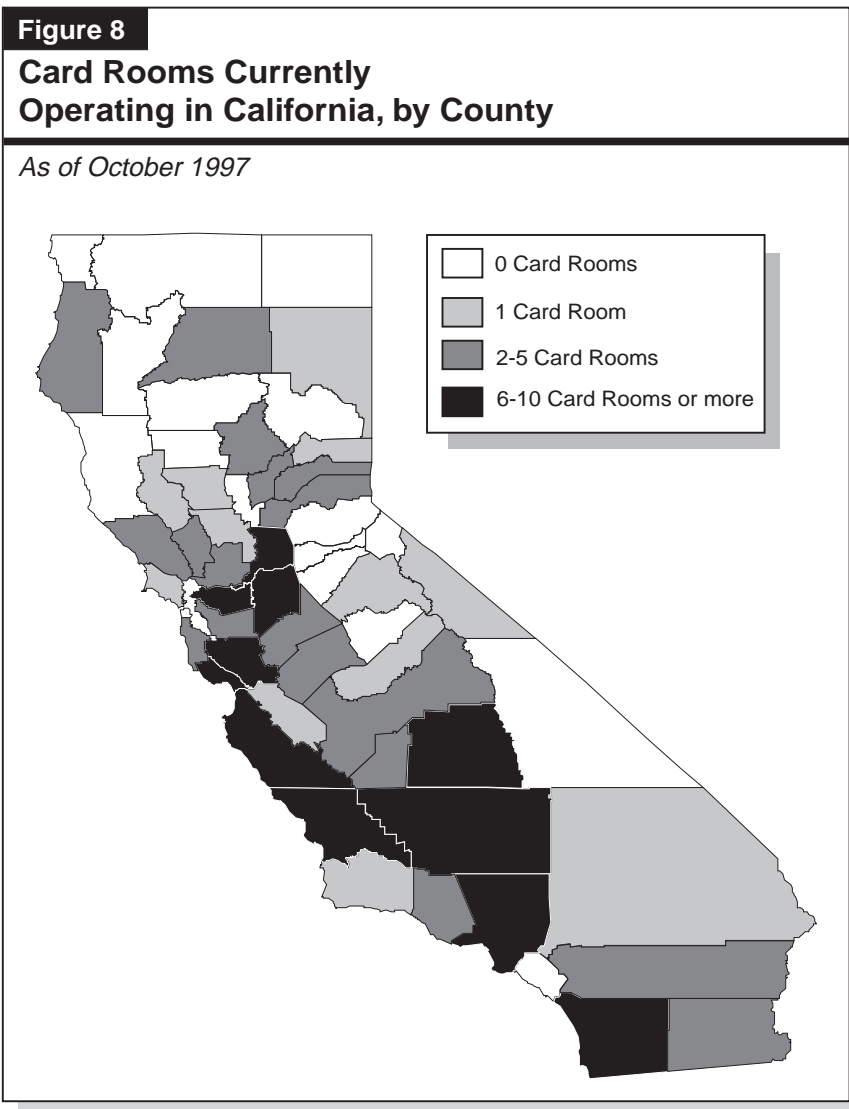 Figure 8
Card Rooms Currently
Operating in California, by County
As of October 1997
0 Card Rooms
1 Card Room
2-5 Card Rooms
6-10 Card Rooms or more